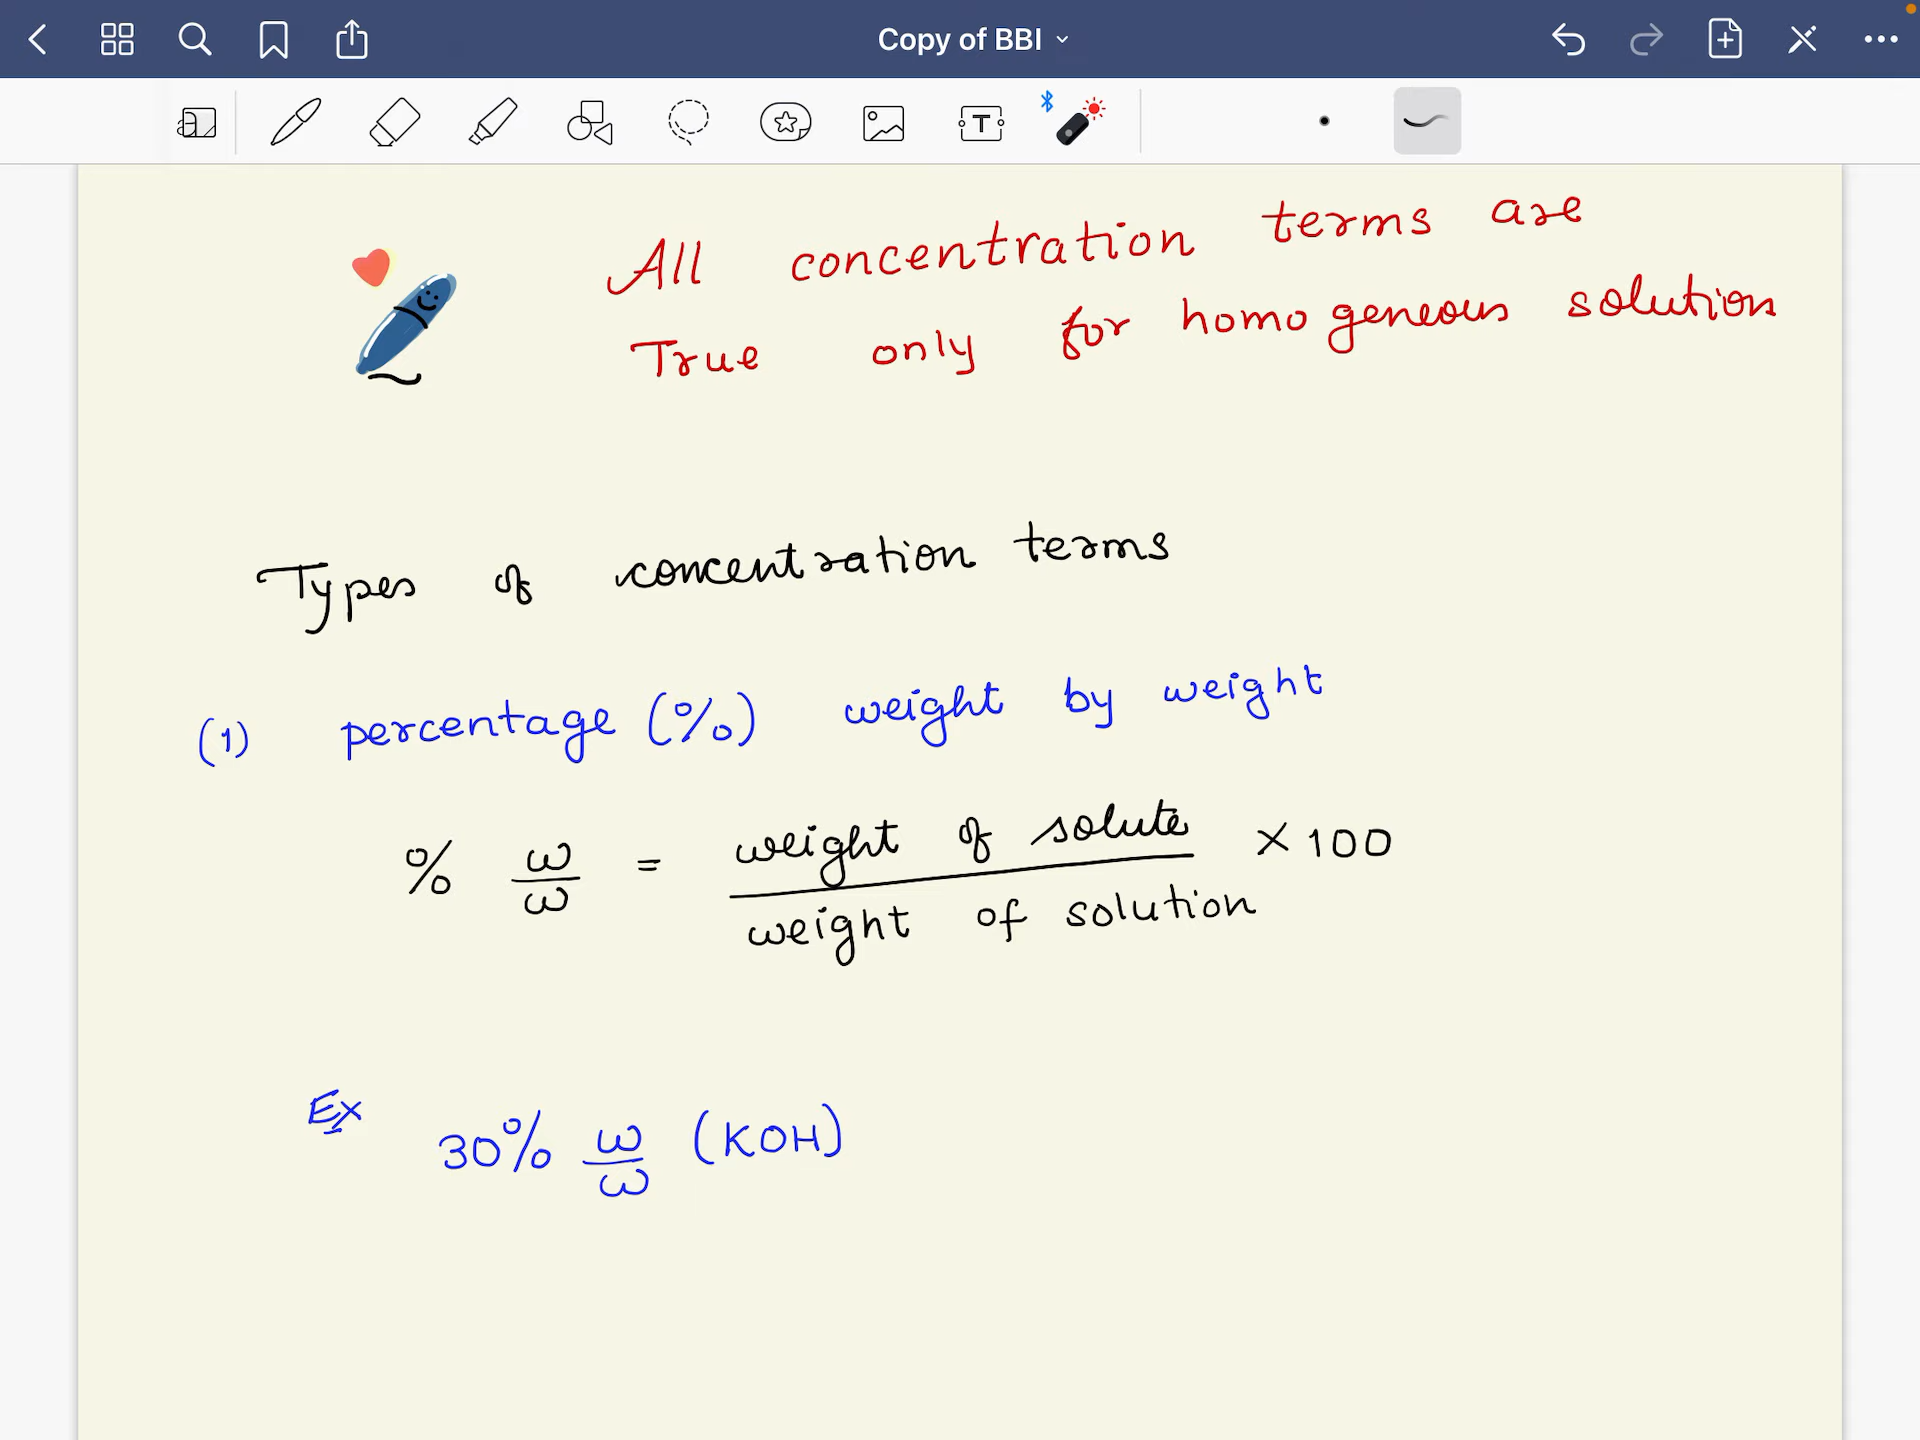 Copy of BBI
All concentration terms are
True only for homogeneous solution
Types of concentration terms
(1) percentage (%) weight by weight
% w/w = weight of solute / weight of solution × 100
Ex 30% w/w (KOH)